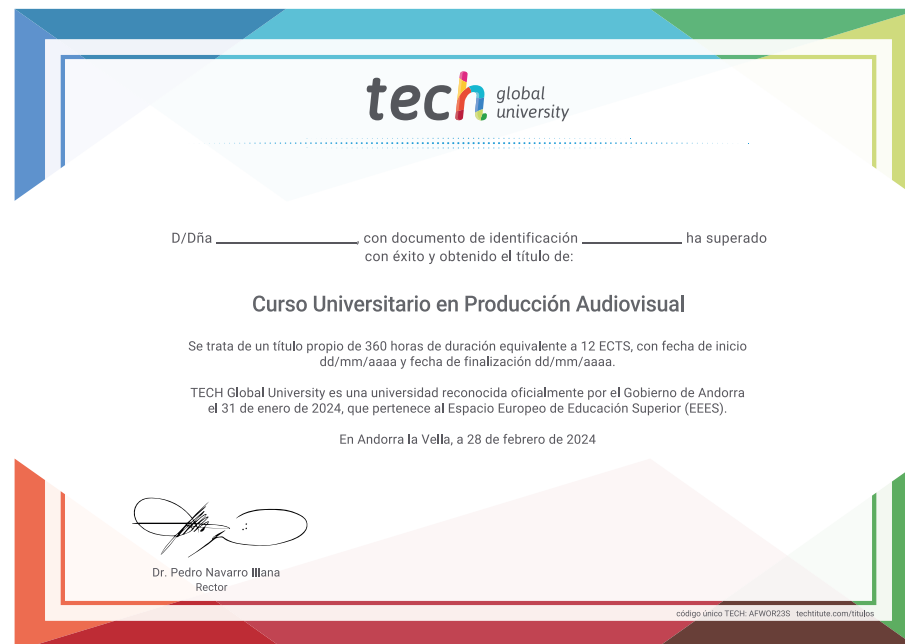 tech global university
D/Dña ____________________, con documento de identificación ______________ ha superado
con éxito y obtenido el título de:
Curso Universitario en Producción Audiovisual
Se trata de un título propio de 360 horas de duración equivalente a 12 ECTS, con fecha de inicio
dd/mm/aaaa y fecha de finalización dd/mm/aaaa.
TECH Global University es una universidad reconocida oficialmente por el Gobierno de Andorra
el 31 de enero de 2024, que pertenece al Espacio Europeo de Educación Superior (EEES).
En Andorra la Vella, a 28 de febrero de 2024
Dr. Pedro Navarro Illana
Rector
código único TECH: AFWOR23S techtitute.com/titulos